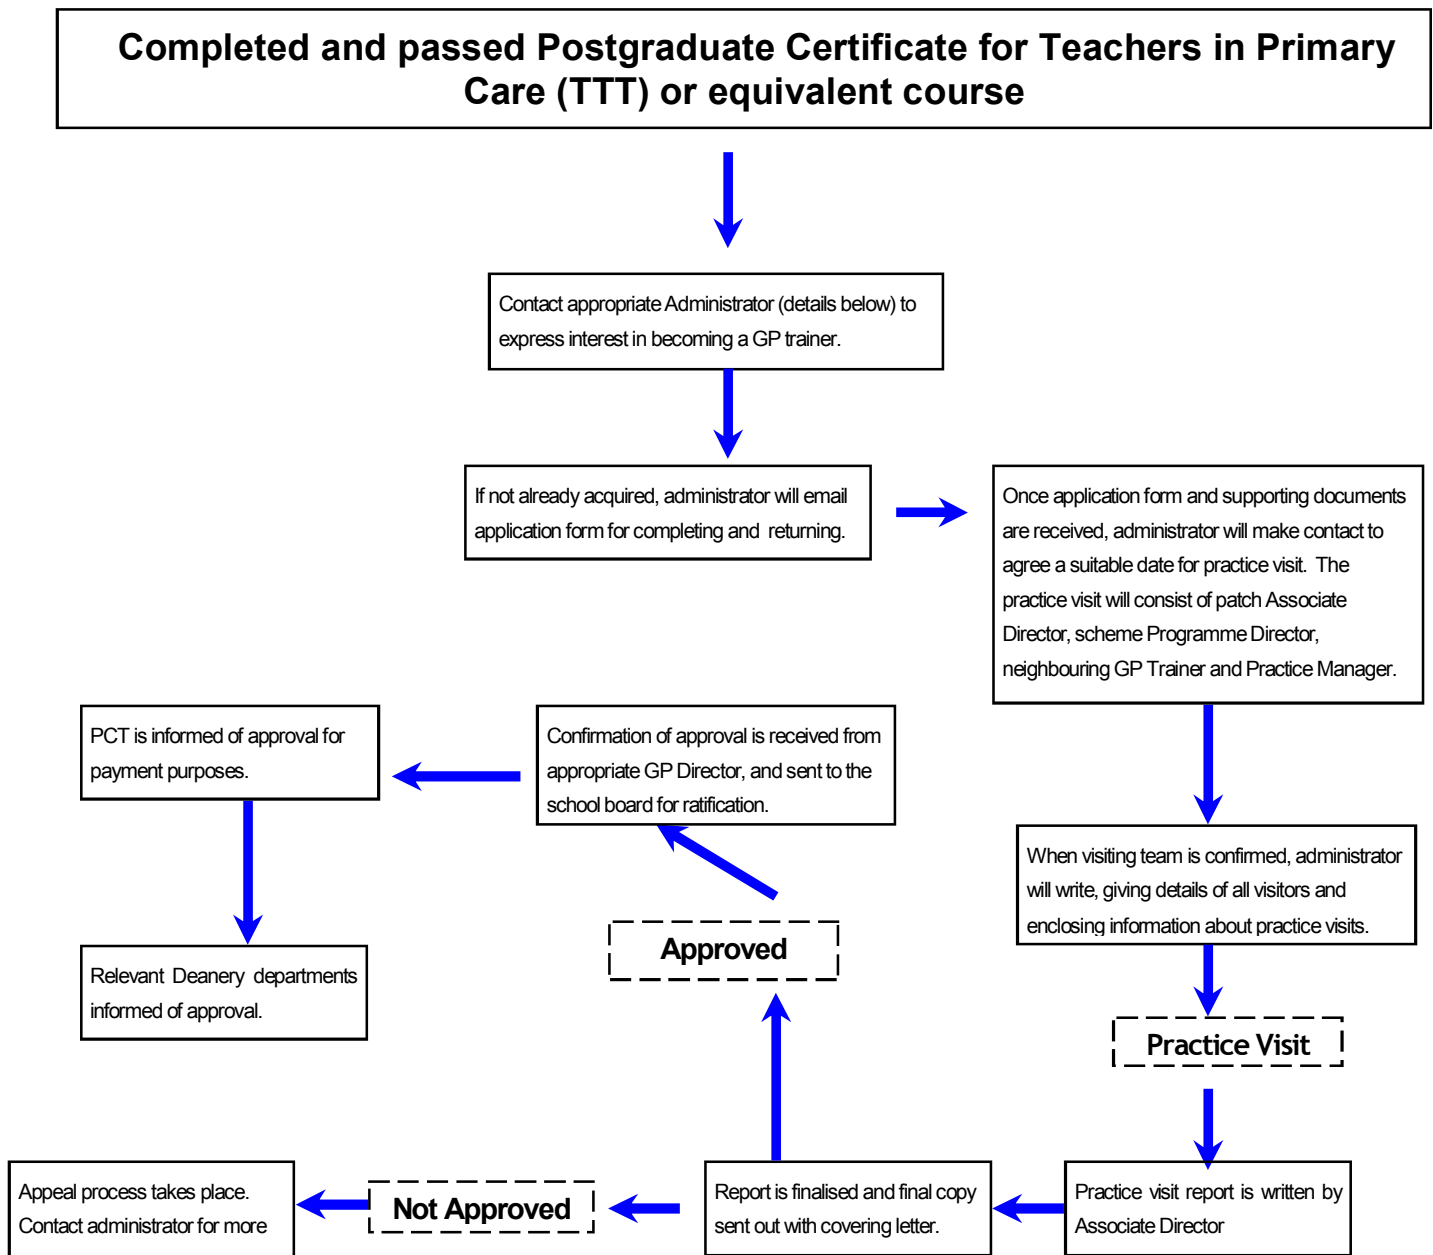 Completed and passed Postgraduate Certificate for Teachers in Primary
Care (TTT) or equivalent course
Contact appropriate Administrator (details below) to
express interest in becoming a GP trainer.
If not already acquired, administrator will email
application form for completing and returning.
Once application form and supporting documents
are received, administrator will make contact to
agree a suitable date for practice visit. The
practice visit will consist of patch Associate
Director, scheme Programme Director,
neighbouring GP Trainer and Practice Manager.
When visiting team is confirmed, administrator
will write, giving details of all visitors and
enclosing information about practice visits.
Practice Visit
Practice visit report is written by
Associate Director
Report is finalised and final copy
sent out with covering letter.
Approved
Confirmation of approval is received from
appropriate GP Director, and sent to the
school board for ratification.
PCT is informed of approval for
payment purposes.
Relevant Deanery departments
informed of approval.
Not Approved
Appeal process takes place.
Contact administrator for more